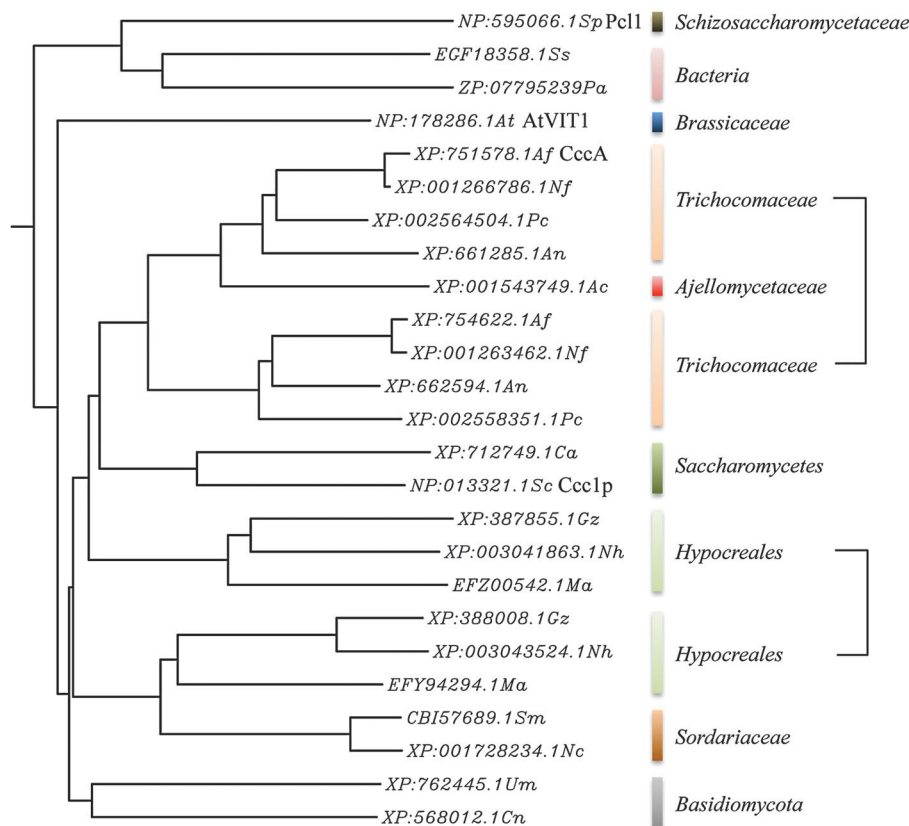 NP:595066.1Sp Pcl1 Schizosaccharomycetaceae
EGF18358.1Ss
Bacteria
ZP:07795239Pa
NP:178286.1At AtVIT1 Brassicaceae
XP:751578.1Af CccA
XP:001266786.1Nf
Trichocomaceae
XP:002564504.1Pc
XP:661285.1An
XP:001543749.1Ac Ajellomycetaceae
XP:754622.1Af
XP:001263462.1Nf
Trichocomaceae
XP:662594.1An
XP:002558351.1Pc
XP:712749.1Ca
Saccharomycetes
NP:013321.1Sc Ccc1p
XP:387855.1Gz
XP:003041863.1Nh Hypocreales
EFZ00542.1Ma
XP:388008.1Gz
XP:003043524.1Nh Hypocreales
EFY94294.1Ma
CBI57689.1Sm
Sordariaceae
XP:001728234.1Nc
XP:762445.1Um
Basidiomycota
XP:568012.1Cn